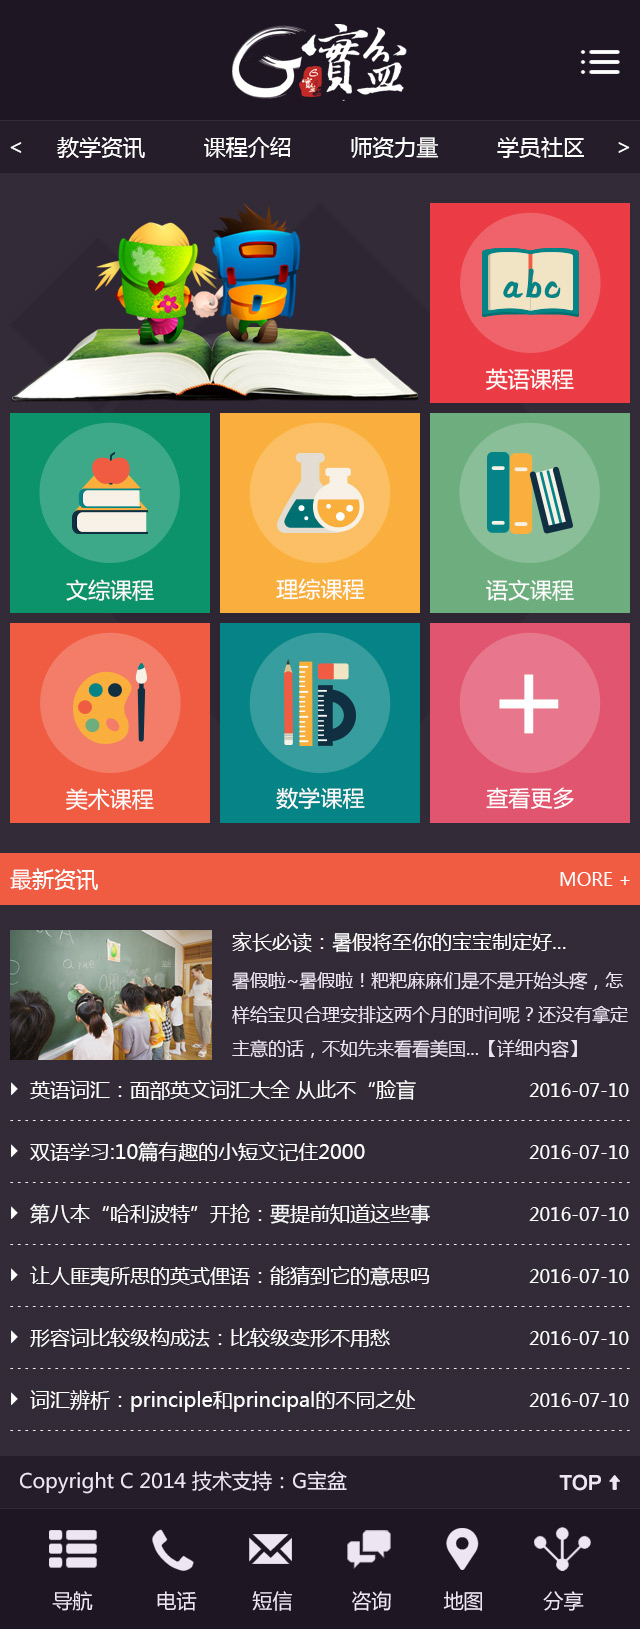 G寶盆
< 教学资讯 课程介绍 师资力量 学员社区 >
abc
英语课程
文综课程 理综课程 语文课程
美术课程 数学课程 查看更多
最新资讯 MORE +
家长必读：暑假将至你的宝宝制定好...
暑假啦~暑假啦！粑粑麻麻们是不是开始头疼，怎
样给宝贝合理安排这两个月的时间呢？还没有拿定
主意的话，不如先来看看美国...【详细内容】
英语词汇：面部英文词汇大全 从此不“脸盲 2016-07-10
双语学习:10篇有趣的小短文记住2000 2016-07-10
第八本“哈利波特”开抢：要提前知道这些事 2016-07-10
让人匪夷所思的英式俚语：能猜到它的意思吗 2016-07-10
形容词比较级构成法：比较级变形不用愁 2016-07-10
词汇辨析：principle和principal的不同之处 2016-07-10
Copyright C 2014 技术支持：G宝盆 TOP
导航 电话 短信 咨询 地图 分享